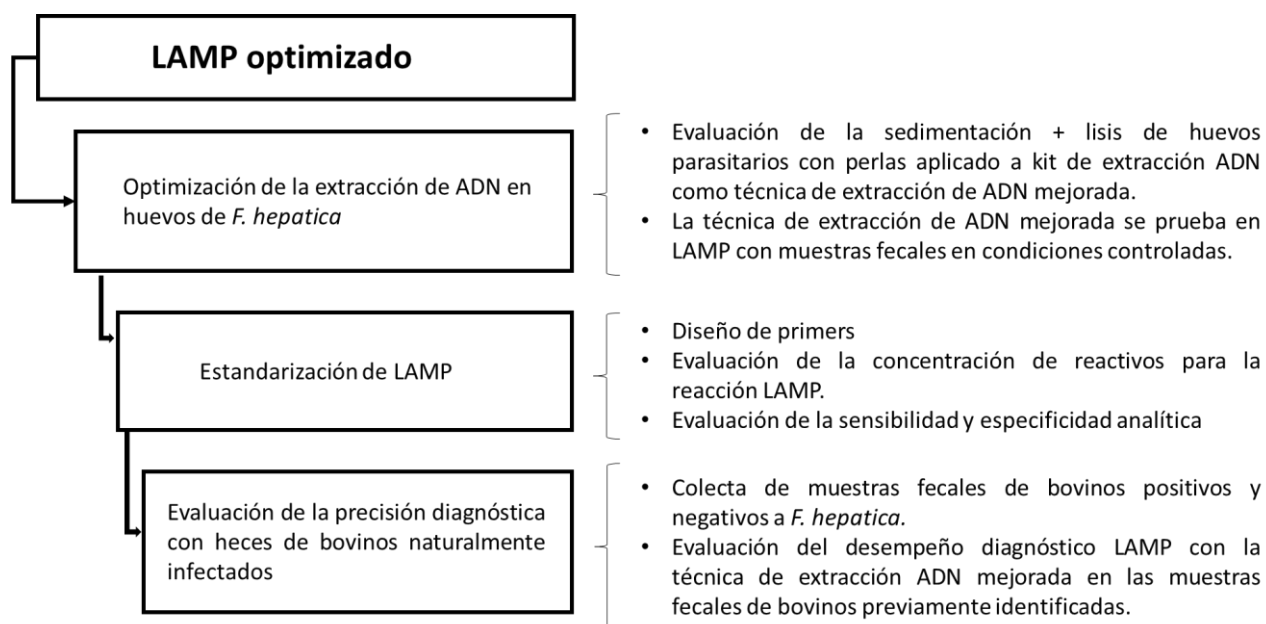 LAMP optimizado
Optimización de la extracción de ADN en
huevos de F. hepatica
• Evaluación de la sedimentación + lisis de huevos
parasitarios con perlas aplicado a kit de extracción ADN
como técnica de extracción de ADN mejorada.
• La técnica de extracción de ADN mejorada se prueba en
LAMP con muestras fecales en condiciones controladas.
Estandarización de LAMP
• Diseño de primers
• Evaluación de la concentración de reactivos para la
reacción LAMP.
• Evaluación de la sensibilidad y especificidad analítica
Evaluación de la precisión diagnóstica
con heces de bovinos naturalmente
infectados
• Colecta de muestras fecales de bovinos positivos y
negativos a F. hepatica.
• Evaluación del desempeño diagnóstico LAMP con la
técnica de extracción ADN mejorada en las muestras
fecales de bovinos previamente identificadas.